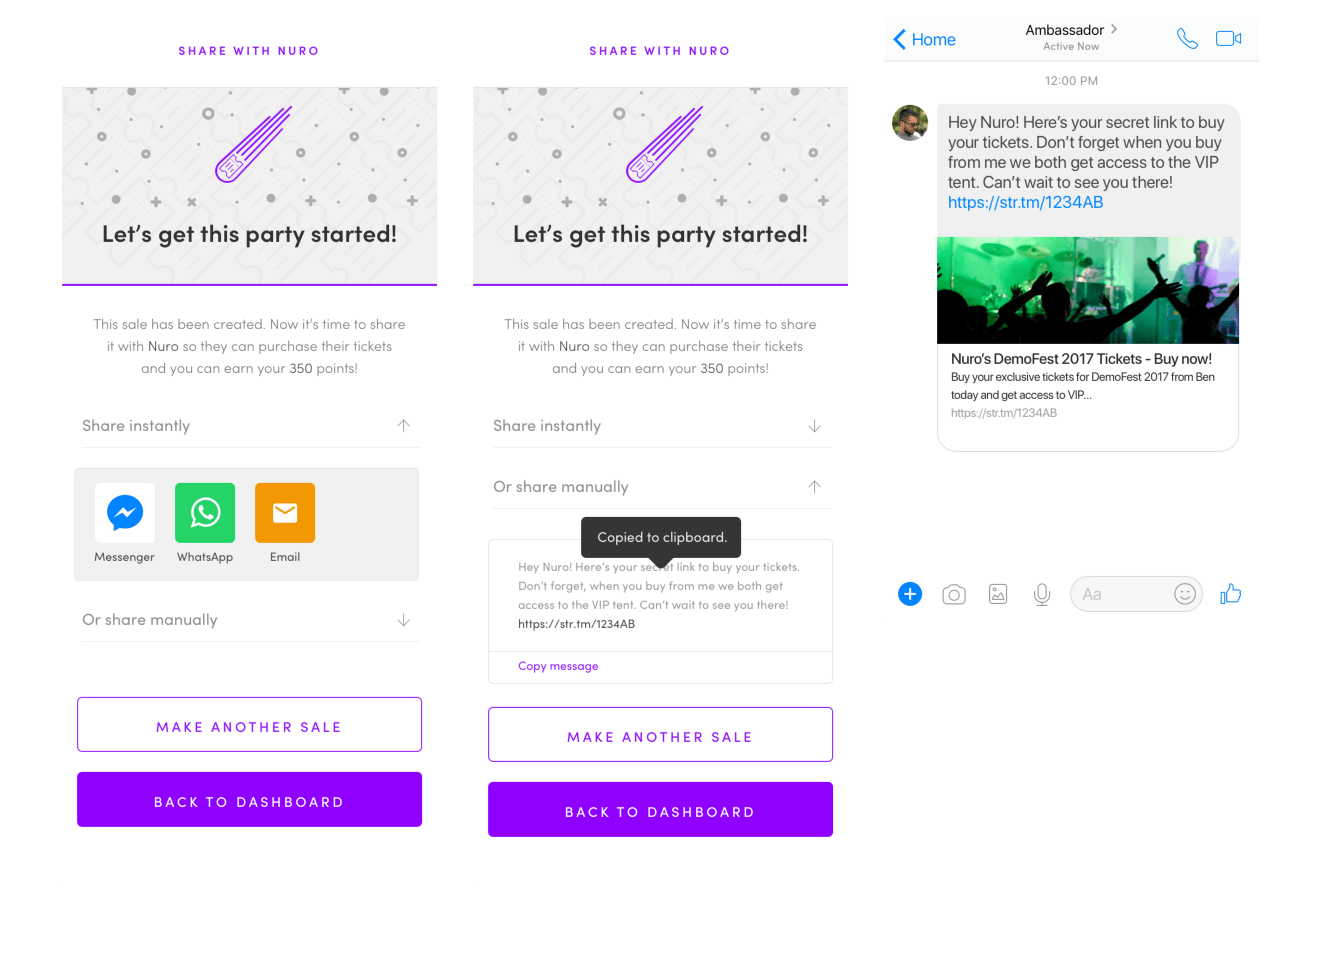 SHARE WITH NURO
Let's get this party started!
This sale has been created. Now it's time to share
it with Nuro so they can purchase their tickets
and you can earn your 350 points!
Share instantly
Messenger
WhatsApp
Email
Or share manually
MAKE ANOTHER SALE
BACK TO DASHBOARD
SHARE WITH NURO
Let's get this party started!
This sale has been created. Now it's time to share
it with Nuro so they can purchase their tickets
and you can earn your 350 points!
Share instantly
Or share manually
Copied to clipboard.
Hey Nuro! Here's your secret link to buy your tickets.
Don't forget, when you buy from me we both get
access to the VIP tent. Can't wait to see you there!
https://str.tm/1234AB
Copy message
MAKE ANOTHER SALE
BACK TO DASHBOARD
Home
Ambassador
Active Now
12:00 PM
Hey Nuro! Here's your secret link to buy
your tickets. Don't forget when you buy
from me we both get access to the VIP
tent. Can't wait to see you there!
https://str.tm/1234AB
Nuro's DemoFest 2017 Tickets - Buy now!
Buy your exclusive tickets for DemoFest 2017 from Ben
today and get access to VIP...
https://str.tm/1234AB
Aa